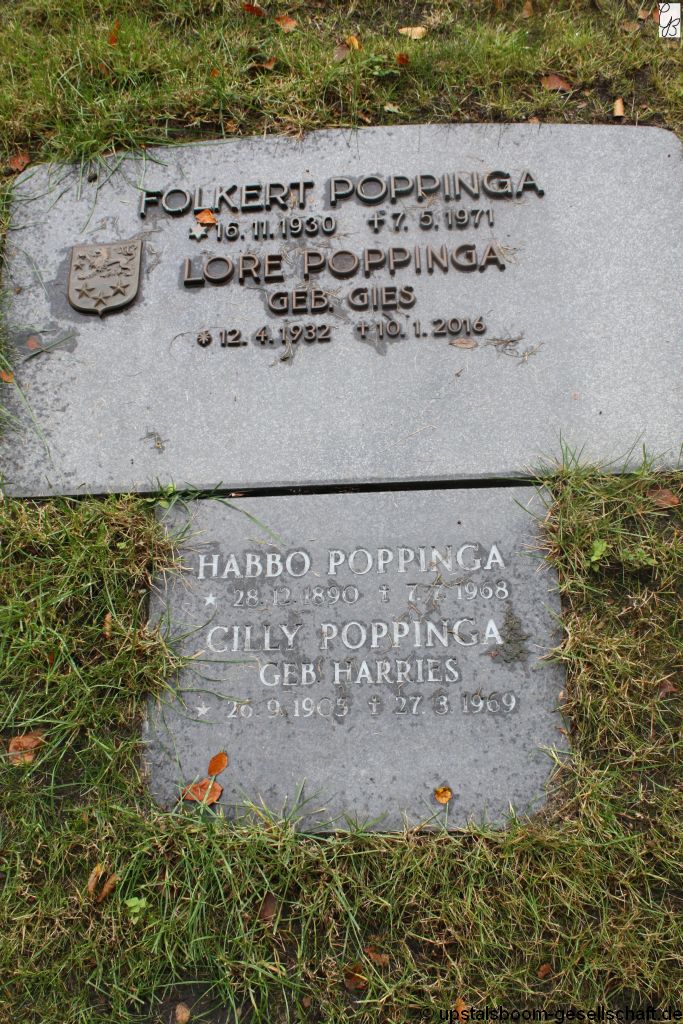 FOLKERT POPPINGA
* 16.11.1930 † 7.5.1971
LORE POPPINGA
GEB. GIES
* 12.4.1932 † 10.1.2016
HABBO POPPINGA
* 28.12.1890 † 7.7.1968
CILLY POPPINGA
GEB. HARRIES
* 26.9.1905 † 27.3.1969
© upstalsboom-gesellschaft.de